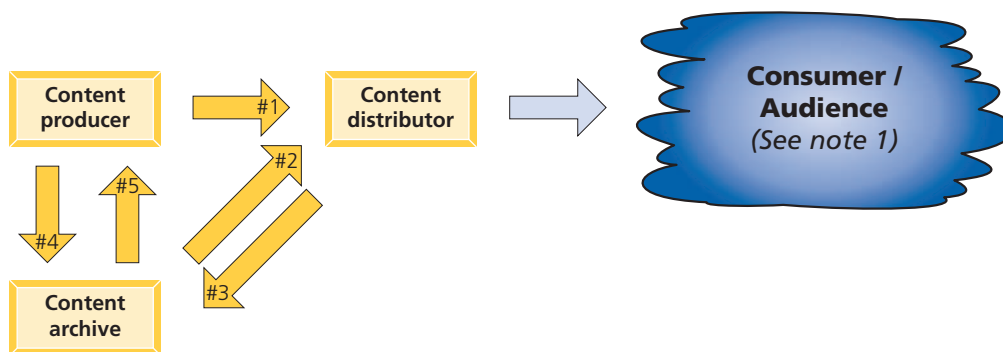 Content
producer
#1
Content
distributor
Consumer /
Audience
(See note 1)
#2
#5
#4
#3
Content
archive